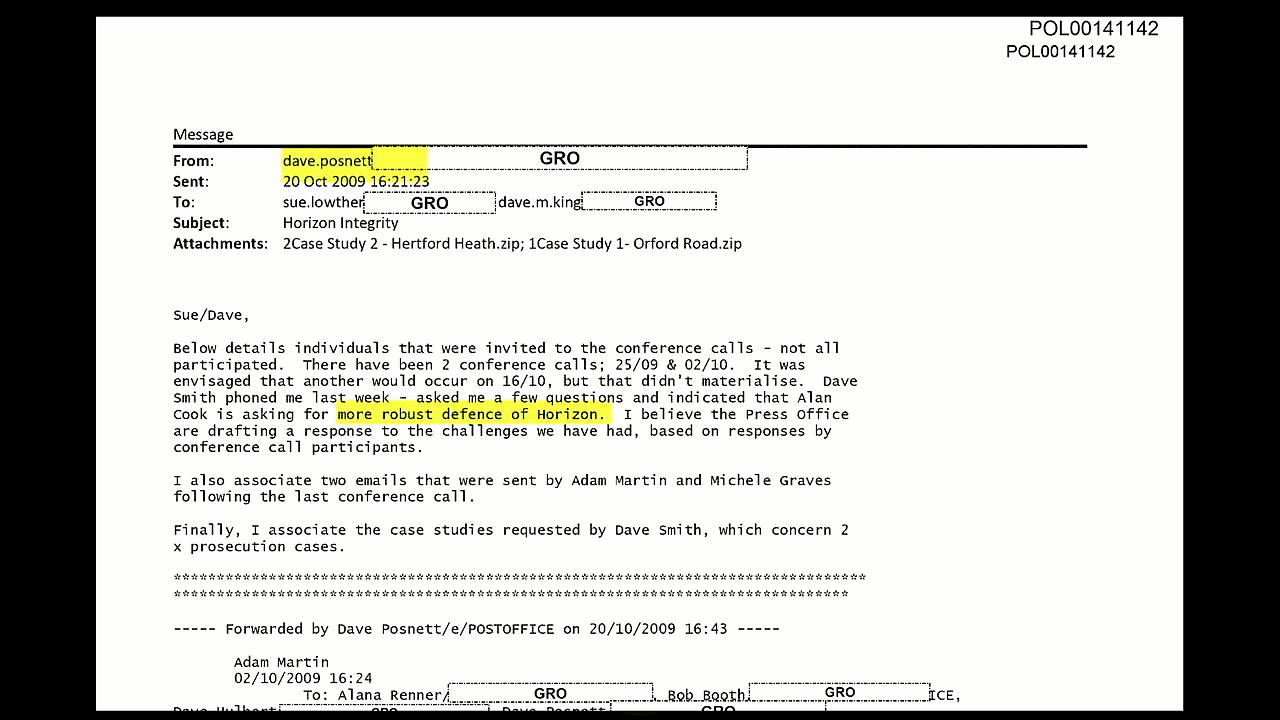 POL00141142
POL00141142
Message
From: dave.posnett GRO
Sent: 20 Oct 2009 16:21:23
To: sue.lowther GRO dave.m.king GRO
Subject: Horizon Integrity
Attachments: 2Case Study 2 - Hertford Heath.zip; 1Case Study 1- Orford Road.zip
Sue/Dave,
Below details individuals that were invited to the conference calls – not all
participated. There have been 2 conference calls; 25/09 & 02/10. It was
envisaged that another would occur on 16/10, but that didn't materialise. Dave
Smith phoned me last week – asked me a few questions and indicated that Alan
Cook is asking for more robust defence of Horizon. I believe the Press Office
are drafting a response to the challenges we have had, based on responses by
conference call participants.
I also associate two emails that were sent by Adam Martin and Michele Graves
following the last conference call.
Finally, I associate the case studies requested by Dave Smith, which concern 2
x prosecution cases.
********************************************************************************
******************************************************************************
----- Forwarded by Dave Posnett/e/POSTOFFICE on 20/10/2009 16:43 -----
Adam Martin
02/10/2009 16:24
To: Alana Renner/ GRO , Bob Booth GRO ICE,
Dave Hulbert GRO Dave Posnett GRO